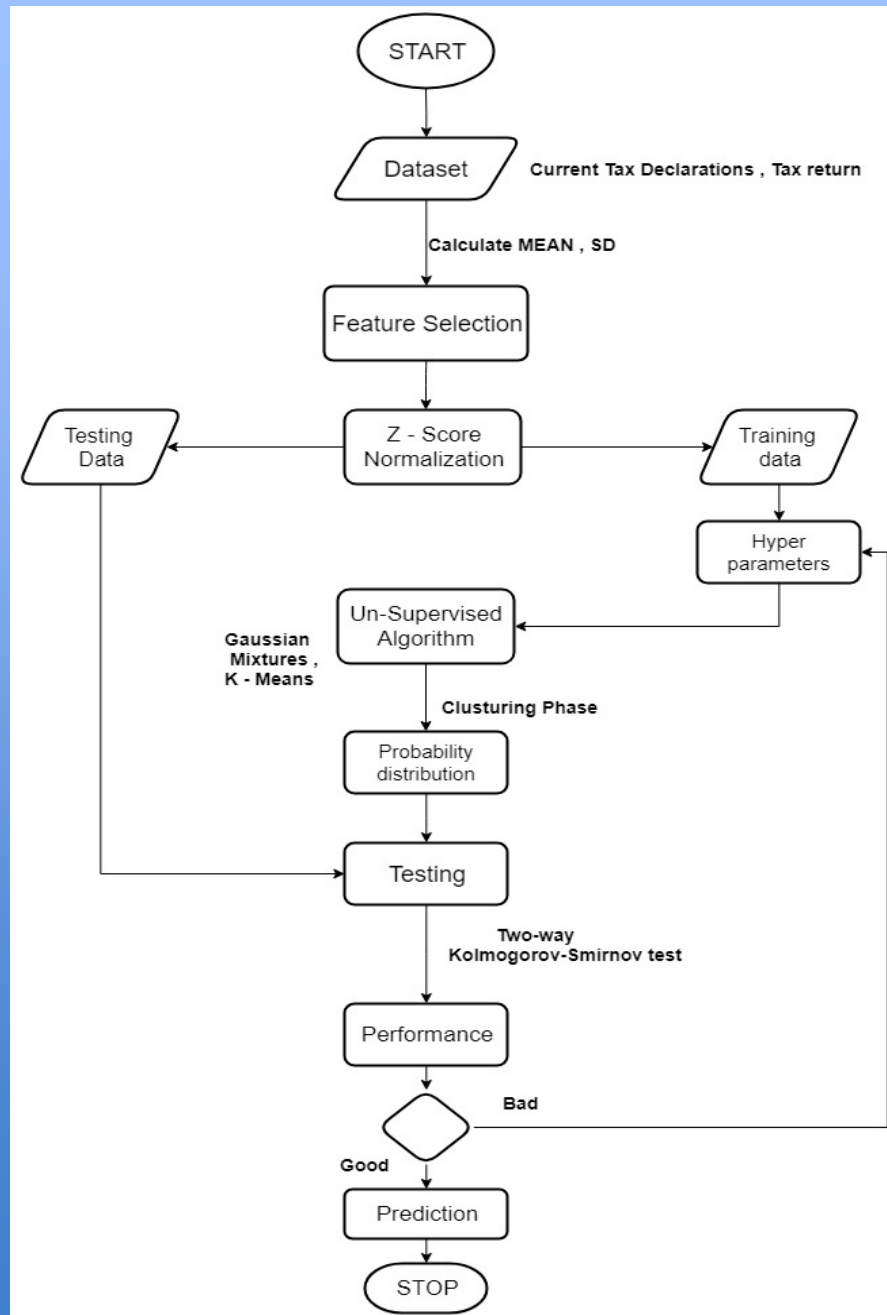 START
Dataset
Current Tax Declarations , Tax return
Calculate MEAN , SD
Feature Selection
Testing
Data
Z - Score
Normalization
Training
data
Hyper
parameters
Un-Supervised
Algorithm
Gaussian
Mixtures ,
K - Means
Clusturing Phase
Probability
distribution
Testing
Two-way
Kolmogorov-Smirnov test
Performance
Bad
Good
Prediction
STOP